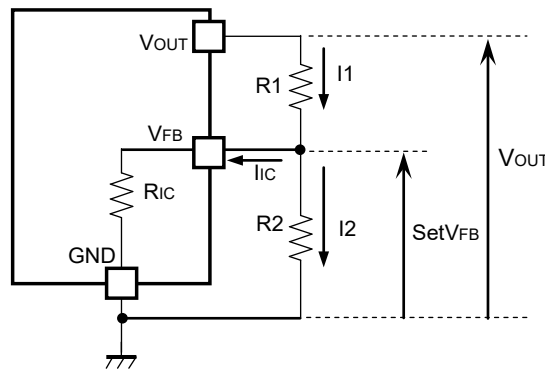 VOUT
R1
I1
VFB
IIC
VOUT
RIC
R2
I2
SetVFB
GND